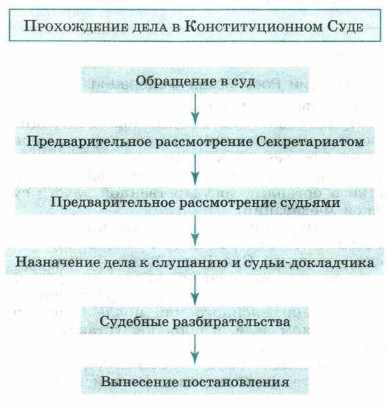 Прохождение дела в Конституционном Суде
Обращение в суд
Предварительное рассмотрение Секретариатом
Предварительное рассмотрение судьями
Назначение дела к слушанию и судьи-докладчика
Судебные разбирательства
Вынесение постановления